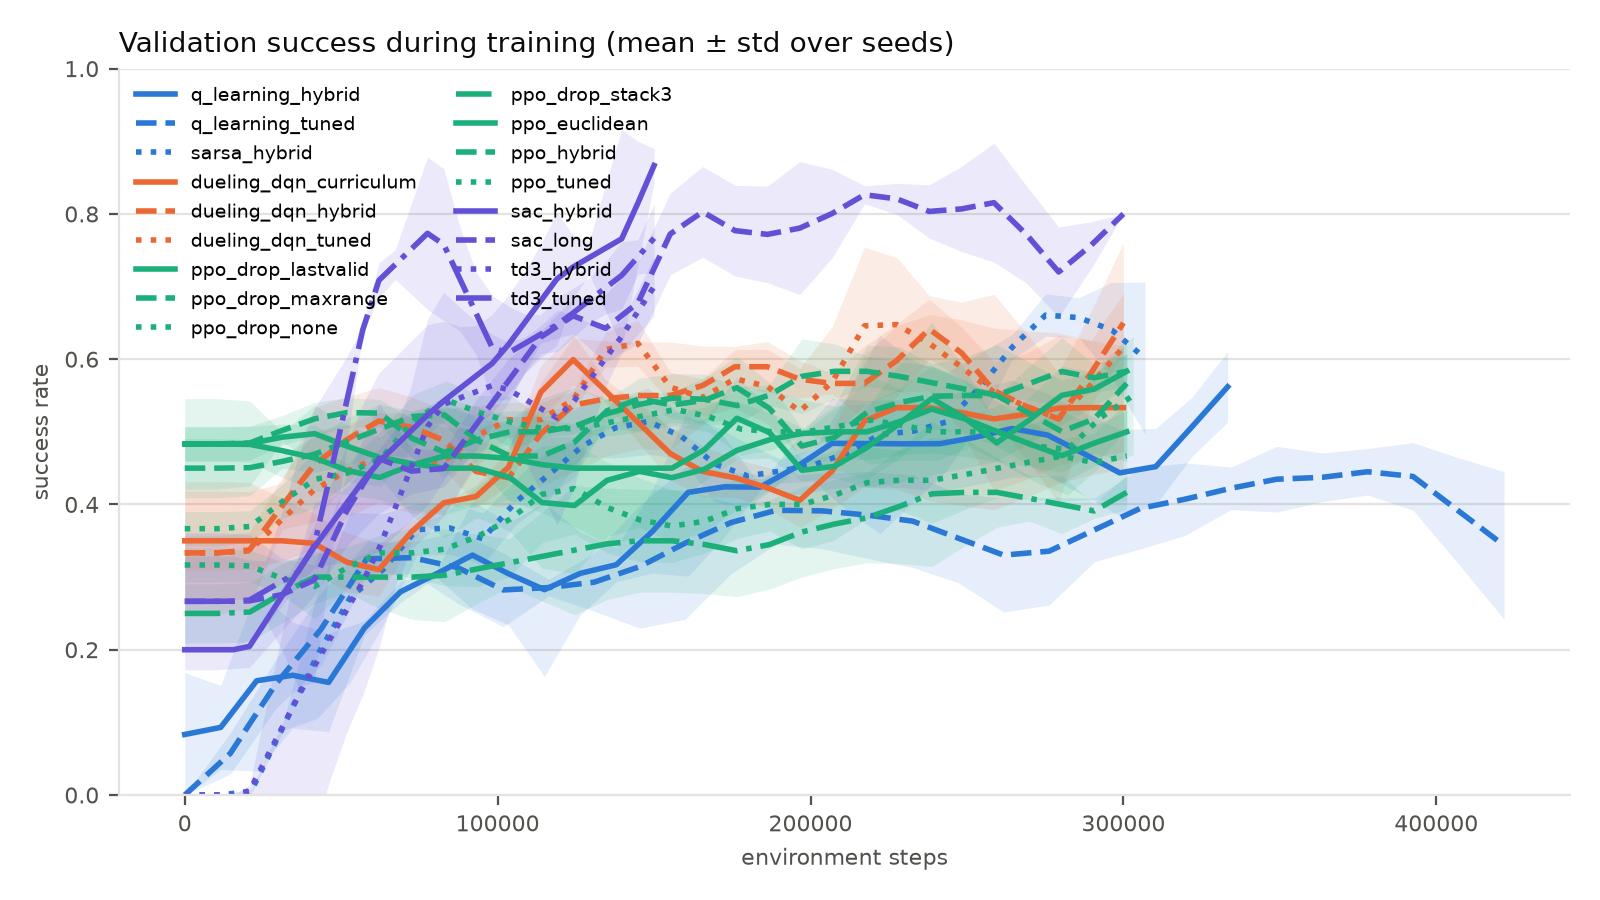 Validation success during training (mean ± std over seeds)
1.0
0.8
0.6
0.4
0.2
0.0
success rate
q_learning_hybrid
q_learning_tuned
sarsa_hybrid
dueling_dqn_curriculum
dueling_dqn_hybrid
dueling_dqn_tuned
ppo_drop_lastvalid
ppo_drop_maxrange
ppo_drop_none
ppo_drop_stack3
ppo_euclidean
ppo_hybrid
ppo_tuned
sac_hybrid
sac_long
td3_hybrid
td3_tuned
0 100000 200000 300000 400000
environment steps